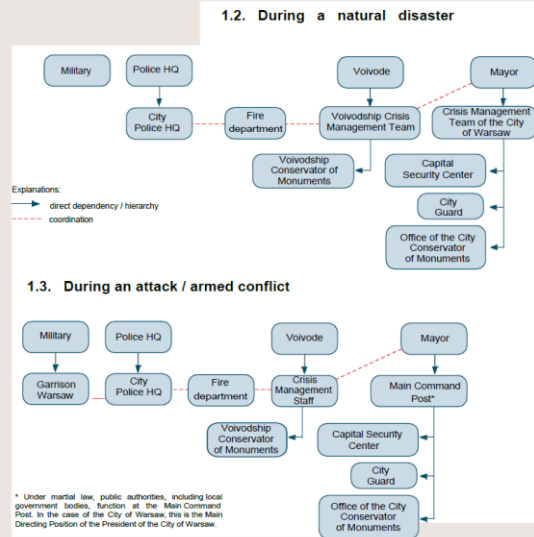 1.2. During a natural disaster
Military
Police HQ
Voivode
Mayor
City
Police HQ
Fire
department
Voivodship Crisis
Management Team
Crisis Management
Team of the City
of Warsaw
Voivodship
Conservator of
Monuments
Capital
Security Center
City
Guard
Office of the City
Conservator
of Monuments
Explanations:
direct dependency / hierarchy
coordination
1.3. During an attack / armed conflict
Military
Police HQ
Voivode
Mayor
Garrison
Warsaw
City
Police HQ
Fire
department
Crisis
Management
Staff
Main Command
Post*
Voivodship
Conservator
of Monuments
Capital Security
Center
City
Guard
Office of the City
Conservator
of Monuments
* Under martial law, public authorities, including local
government bodies, function at the Main Command
Post. In the case of the City of Warsaw, this is the Main
Directing Position of the President of the City of Warsaw.